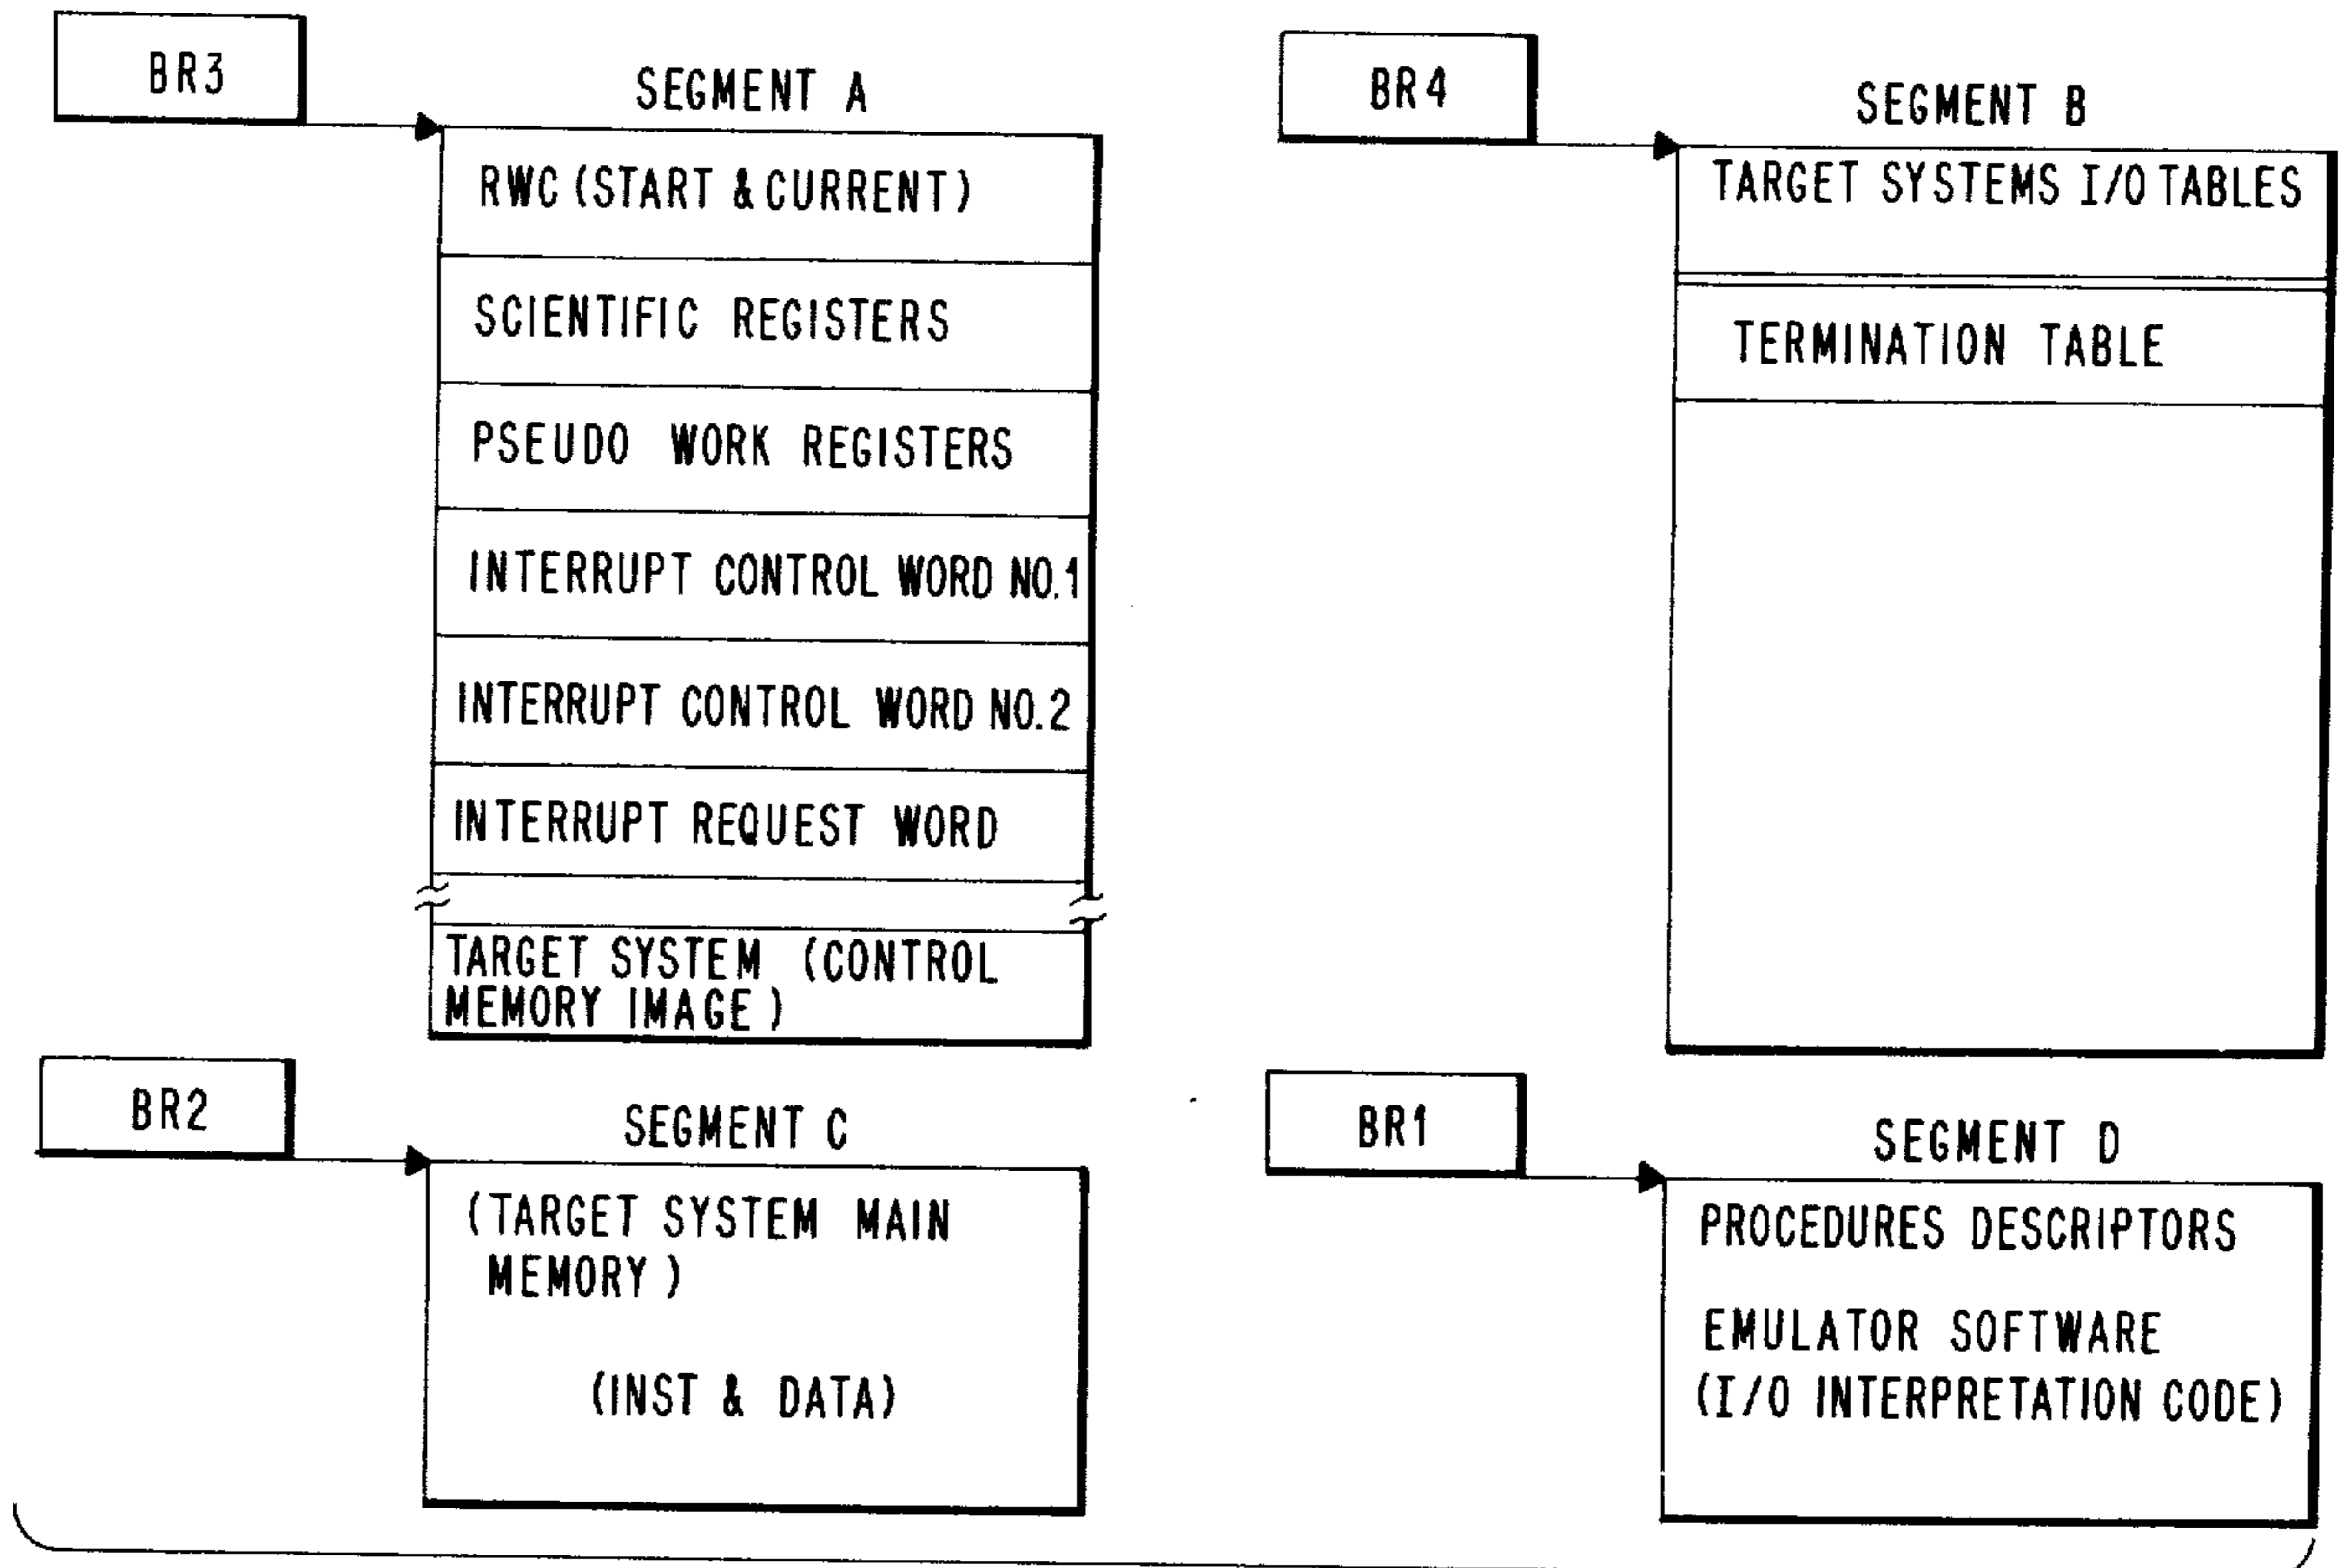 BR3
SEGMENT A
RWC (START & CURRENT)
SCIENTIFIC REGISTERS
PSEUDO WORK REGISTERS
INTERRUPT CONTROL WORD NO.1
INTERRUPT CONTROL WORD NO.2
INTERRUPT REQUEST WORD
TARGET SYSTEM (CONTROL
MEMORY IMAGE)
BR4
SEGMENT B
TARGET SYSTEMS I/O TABLES
TERMINATION TABLE
BR2
SEGMENT C
(TARGET SYSTEM MAIN
MEMORY)
(INST & DATA)
BR1
SEGMENT D
PROCEDURES DESCRIPTORS
EMULATOR SOFTWARE
(I/O INTERPRETATION CODE)